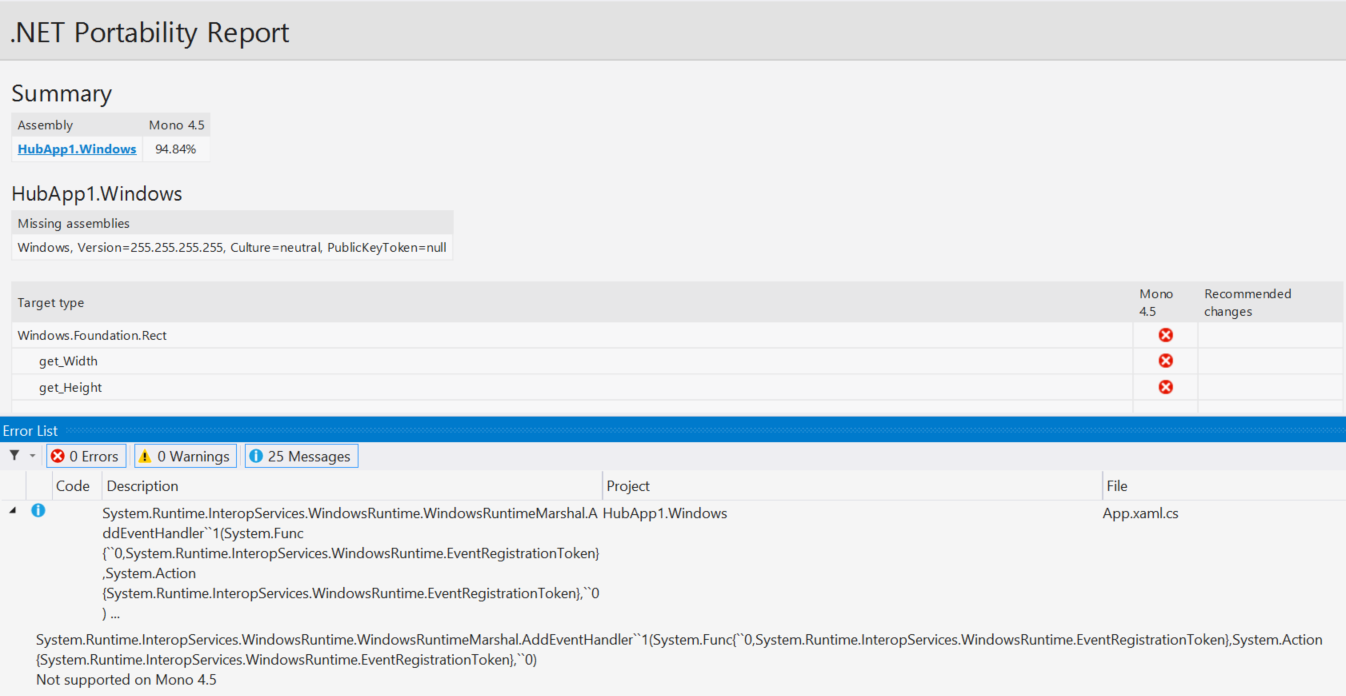 .NET Portability Report
Summary
Assembly Mono 4.5
HubApp1.Windows 94.84%
HubApp1.Windows
Missing assemblies
Windows, Version=255.255.255.255, Culture=neutral, PublicKeyToken=null
Target type Mono 4.5 Recommended changes
Windows.Foundation.Rect
get_Width
get_Height
Error List
0 Errors 0 Warnings 25 Messages
Code Description Project File
System.Runtime.InteropServices.WindowsRuntime.WindowsRuntimeMarshal.A HubApp1.Windows App.xaml.cs
ddEventHandler``1(System.Func
{``0,System.Runtime.InteropServices.WindowsRuntime.EventRegistrationToken}
,System.Action
{System.Runtime.InteropServices.WindowsRuntime.EventRegistrationToken},``0
) ...
System.Runtime.InteropServices.WindowsRuntime.WindowsRuntimeMarshal.AddEventHandler``1(System.Func{``0,System.Runtime.InteropServices.WindowsRuntime.EventRegistrationToken},System.Action
{System.Runtime.InteropServices.WindowsRuntime.EventRegistrationToken},``0)
Not supported on Mono 4.5